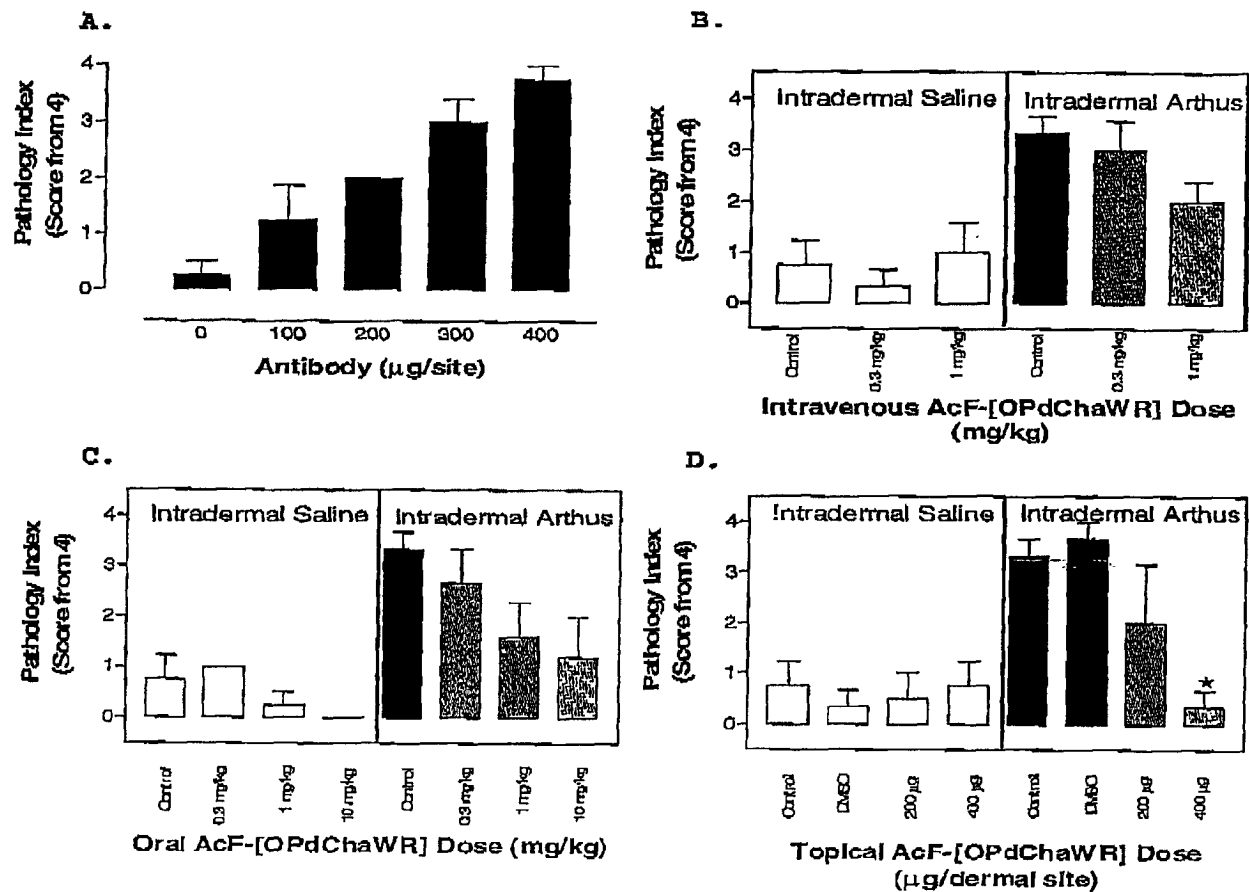 A.
Pathology Index
{Score from 4}
4
3
2
1
0
0 100 200 300 400
Antibody (µg/site)
B.
Pathology Index
{Score from 4}
4
3
2
1
0
Intradermal Saline
Intradermal Arthus
Control
0.3 mg/kg
1 mg/kg
Control
0.3 mg/kg
1 mg/kg
Intravenous AcF-[OPdChaWR] Dose
(mg/kg)
C.
Pathology Index
{Score from 4}
4
3
2
1
0
Intradermal Saline
Intradermal Arthus
Control
0.3 mg/kg
1 mg/kg
10 mg/kg
Control
0.3 mg/kg
1 mg/kg
10 mg/kg
Oral AcF-[OPdChaWR] Dose (mg/kg)
D.
Pathology Index
{Score from 4}
4
3
2
1
0
Intradermal Saline
Intradermal Arthus
Control
DMSO
200 µg
400 µg
Control
DMSO
200 µg
400 µg
*
Topical AcF-[OPdChaWR] Dose
(µg/dermal site)